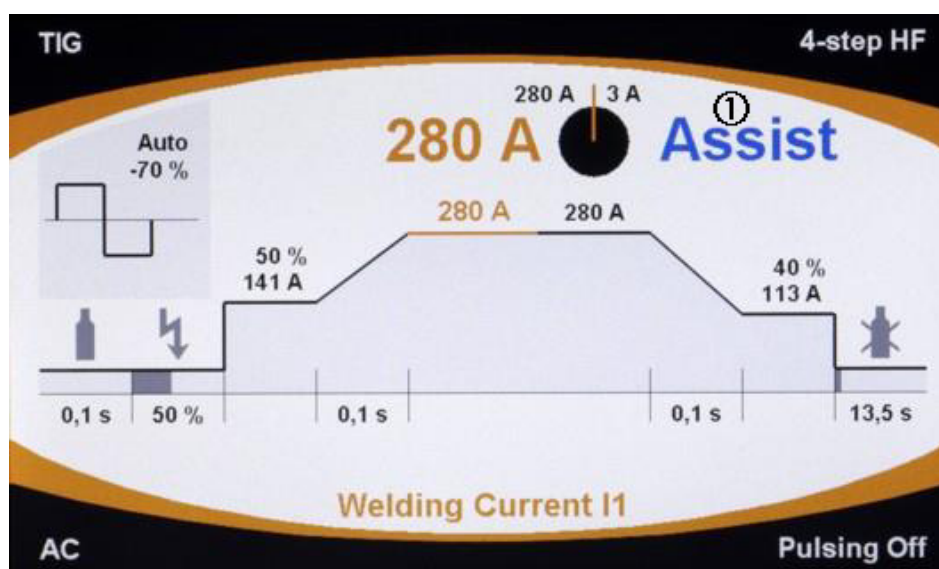 TIG
4-step HF
280 A 3 A
①
280 A Assist
Auto
-70 %
280 A 280 A
50 %
141 A
40 %
113 A
0,1 s 50 % 0,1 s 0,1 s 13,5 s
Welding Current I1
AC
Pulsing Off